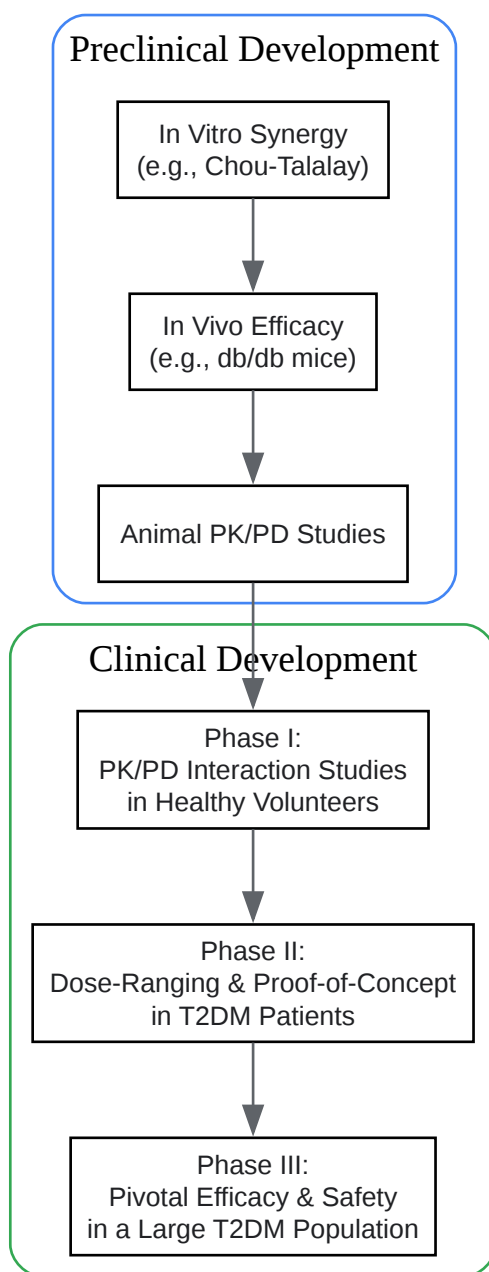 Preclinical Development
In Vitro Synergy
(e.g., Chou-Talalay)
In Vivo Efficacy
(e.g., db/db mice)
Animal PK/PD Studies
Clinical Development
Phase I:
PK/PD Interaction Studies
in Healthy Volunteers
Phase II:
Dose-Ranging & Proof-of-Concept
in T2DM Patients
Phase III:
Pivotal Efficacy & Safety
in a Large T2DM Population